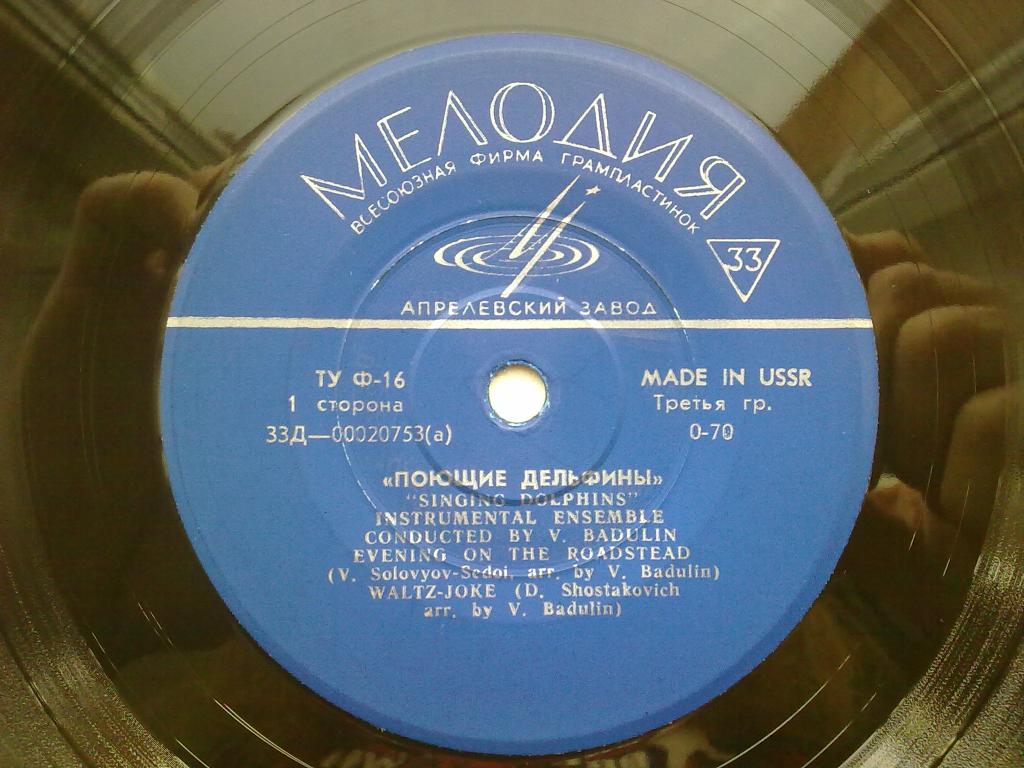 МЕЛОДИЯ
ВСЕСОЮЗНАЯ ФИРМА ГРАМПЛАСТИНОК
33
АПРЕЛЕВСКИЙ ЗАВОД
ТУ Ф-16
1 сторона
33Д—00020753(а)
MADE IN USSR
Третья гр.
0-70
«ПОЮЩИЕ ДЕЛЬФИНЫ»
"SINGING DOLPHINS"
INSTRUMENTAL ENSEMBLE
CONDUCTED BY V. BADULIN
EVENING ON THE ROADSTEAD
(V. Solovyov-Sedoi, arr. by V. Badulin)
WALTZ-JOKE (D. Shostakovich
arr. by V. Badulin)